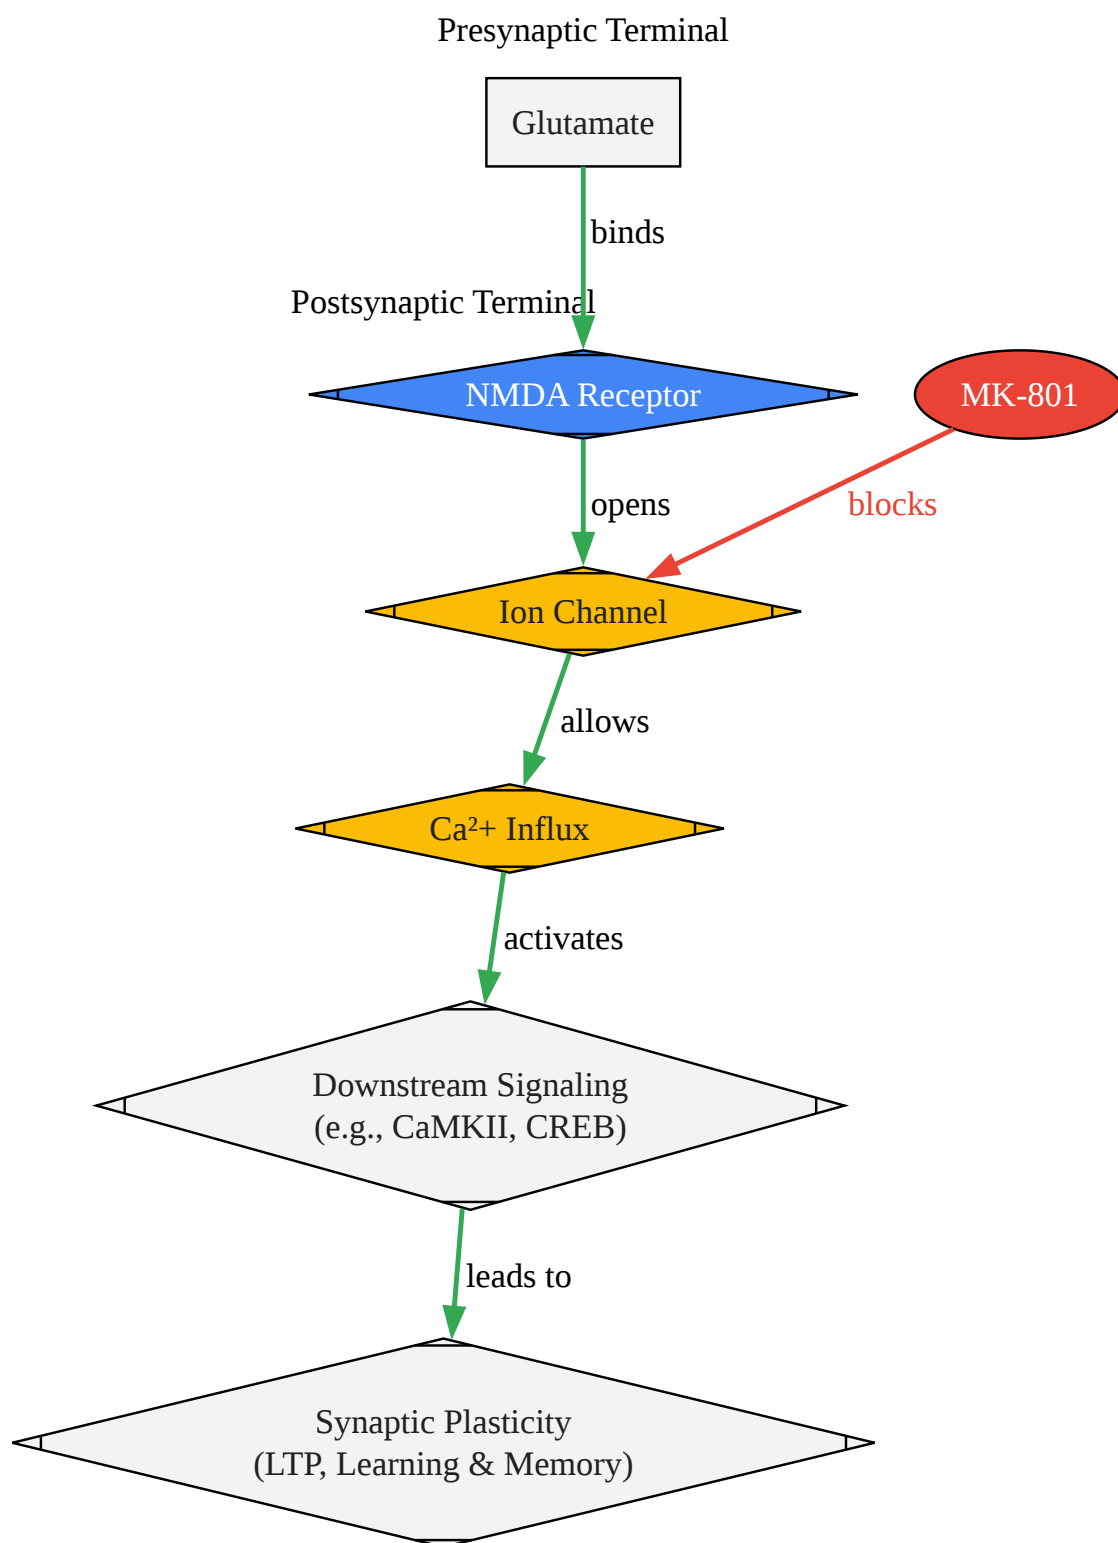 Presynaptic Terminal
Glutamate
binds
Postsynaptic Terminal
NMDA Receptor
MK-801
opens
blocks
Ion Channel
allows
Ca²+ Influx
activates
Downstream Signaling
(e.g., CaMKII, CREB)
leads to
Synaptic Plasticity
(LTP, Learning & Memory)